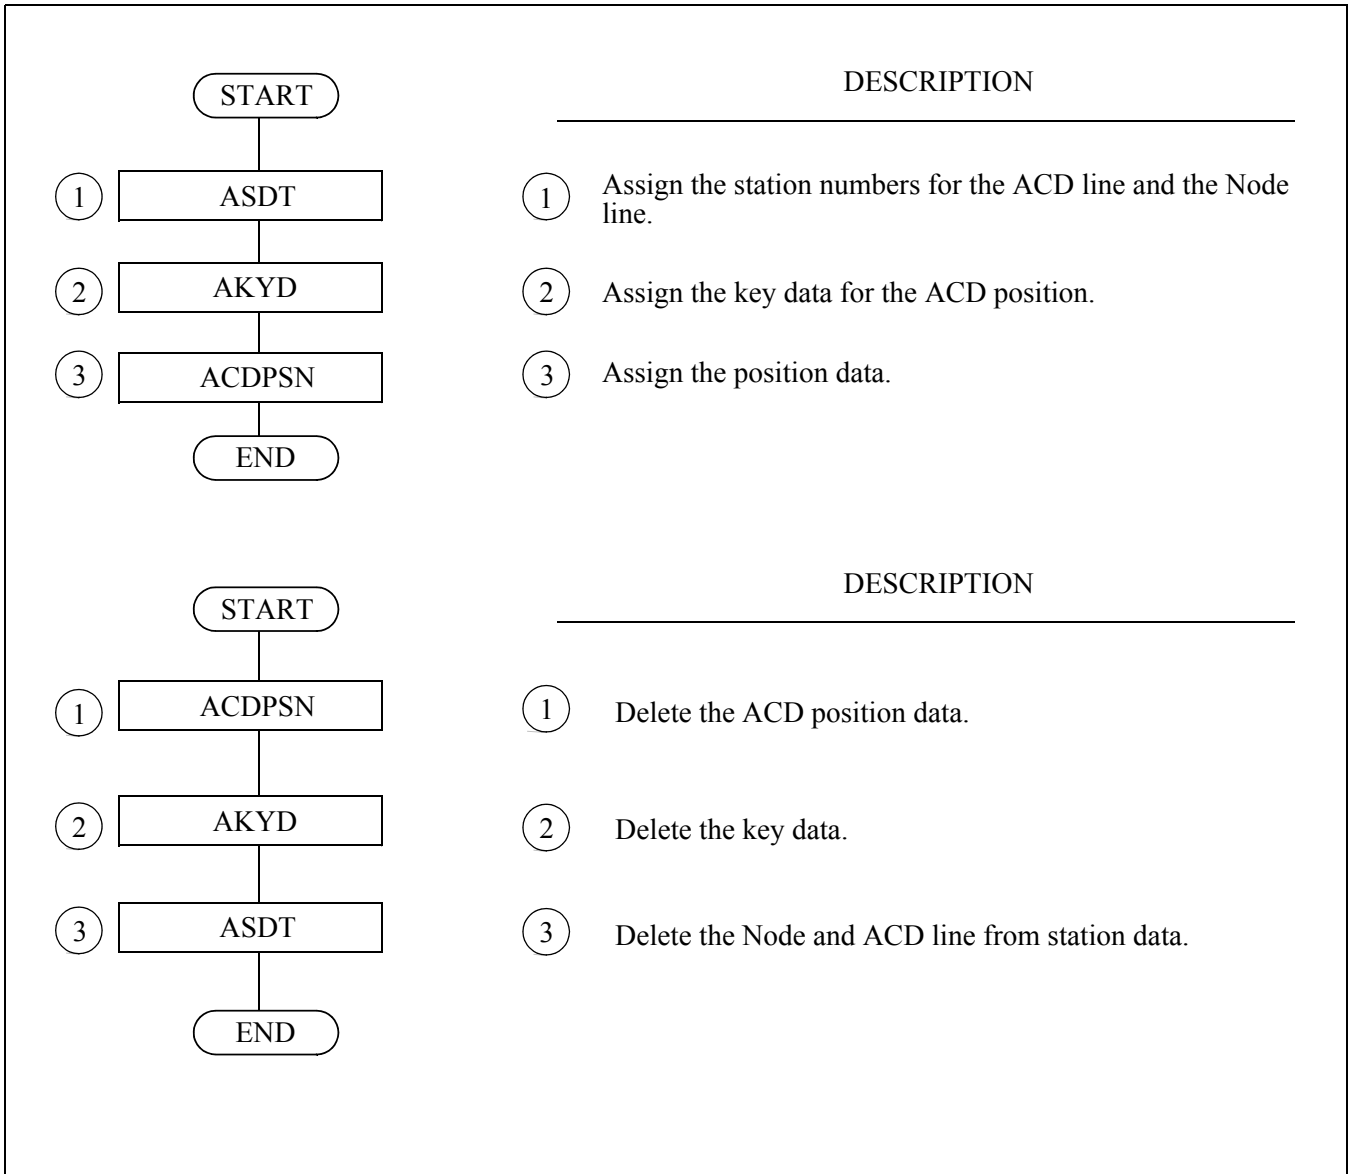 START
DESCRIPTION
1 ASDT
1 Assign the station numbers for the ACD line and the Node
line.
2 AKYD
2 Assign the key data for the ACD position.
3 ACDPSN
3 Assign the position data.
END
START
DESCRIPTION
1 ACDPSN
1 Delete the ACD position data.
2 AKYD
2 Delete the key data.
3 ASDT
3 Delete the Node and ACD line from station data.
END